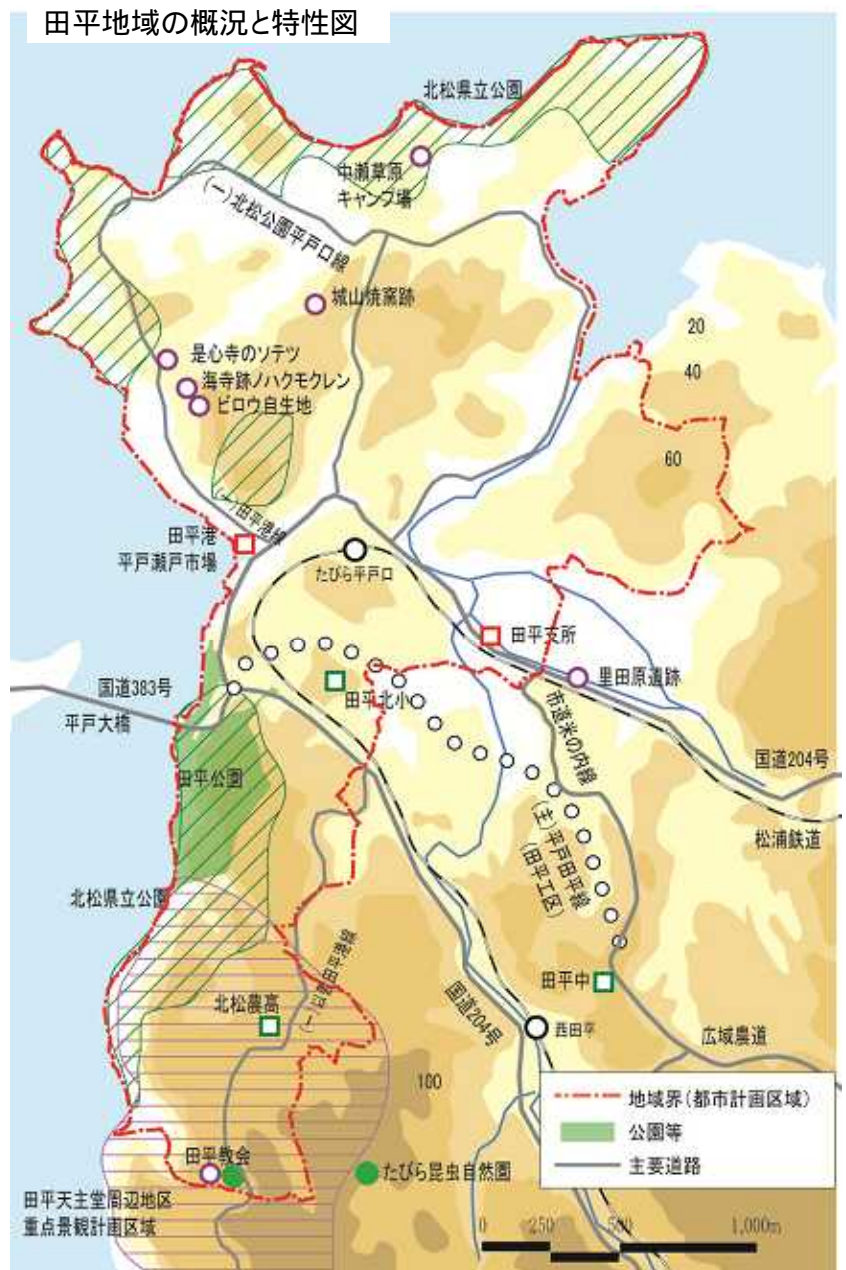 田平地域の概況と特性図
北松県立公園
中瀬草原
キャンプ場
(一)北松公園平戸口線
城山焼窯跡
是心寺のソテツ
海寺跡ノハクモクレン
ビロウ自生地
20
40
60
(一)田平港線
田平港
平戸瀬戸市場
たびら平戸口
田平支所
里田原遺跡
国道383号
平戸大橋
田平北小
市道米の内線
国道204号
松浦鉄道
田平公園
(主)平戸田平線
(田平工区)
北松県立公園
北松農高
国道204号
田平中
西田平
広域農道
100
地域界(都市計画区域)
公園等
主要道路
田平教会
たびら昆虫自然園
田平天主堂周辺地区
重点景観計画区域
0 250 500 1,000m